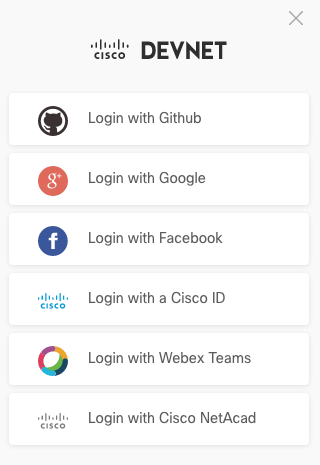 CISCO DEVNET
Login with Github
g+ Login with Google
f Login with Facebook
CISCO Login with a Cisco ID
Login with Webex Teams
CISCO Login with Cisco NetAcad